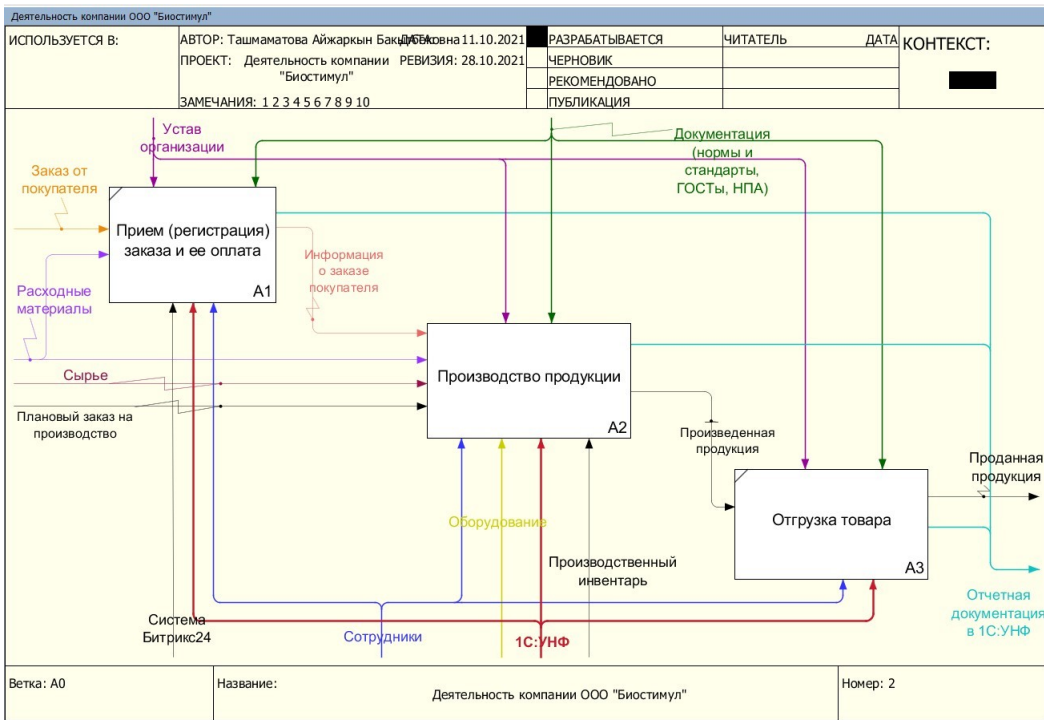 Деятельность компании ООО "Биостимул"
ИСПОЛЬЗУЕТСЯ В:
АВТОР: Ташмаматова Айжаркын Бакытбековна
ДАТА: 11.10.2021
ПРОЕКТ: Деятельность компании
"Биостимул"
РЕВИЗИЯ: 28.10.2021
ЗАМЕЧАНИЯ: 1 2 3 4 5 6 7 8 9 10
РАЗРАБАТЫВАЕТСЯ
ЧЕРНОВИК
РЕКОМЕНДОВАНО
ПУБЛИКАЦИЯ
ЧИТАТЕЛЬ
ДАТА
КОНТЕКСТ:
Устав
организации
Документация
(нормы и
стандарты,
ГОСТы, НПА)
Заказ от
покупателя
Прием (регистрация)
заказа и ее оплата
A1
Информация
о заказе
покупателя
Расходные
материалы
Сырье
Плановый заказ на
производство
Производство продукции
A2
Произведенная
продукция
Проданная
продукция
Отгрузка товара
A3
Оборудование
Производственный
инвентарь
Система
Битрикс24
Сотрудники
1С:УНФ
Отчетная
документация
в 1С:УНФ
Ветка: A0
Название:
Деятельность компании ООО "Биостимул"
Номер: 2